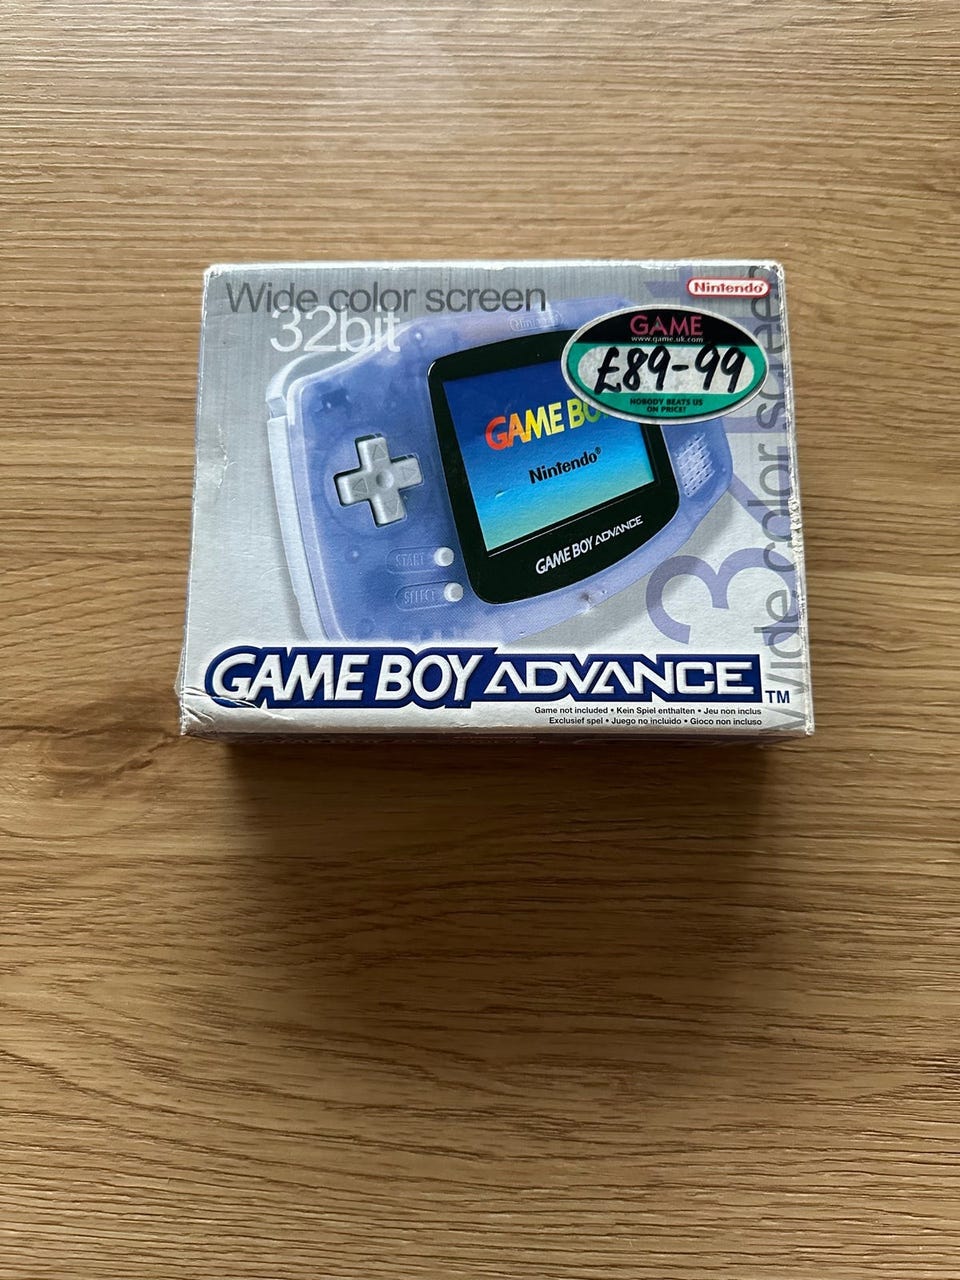 Wide color screen
32bit
Nintendo®
Nintendo
GAME
www.game.uk.com
£89-99
NOBODY BEATS US
ON PRICE!
GAME BO
Nintendo®
GAME BOY ADVANCE
START
SELECT
32
Wide color screen
GAME BOY ADVANCE TM
Game not included • Kein Spiel enthalten • Jeu non inclus
Exclusief spel • Juego no incluido • Gioco non incluso